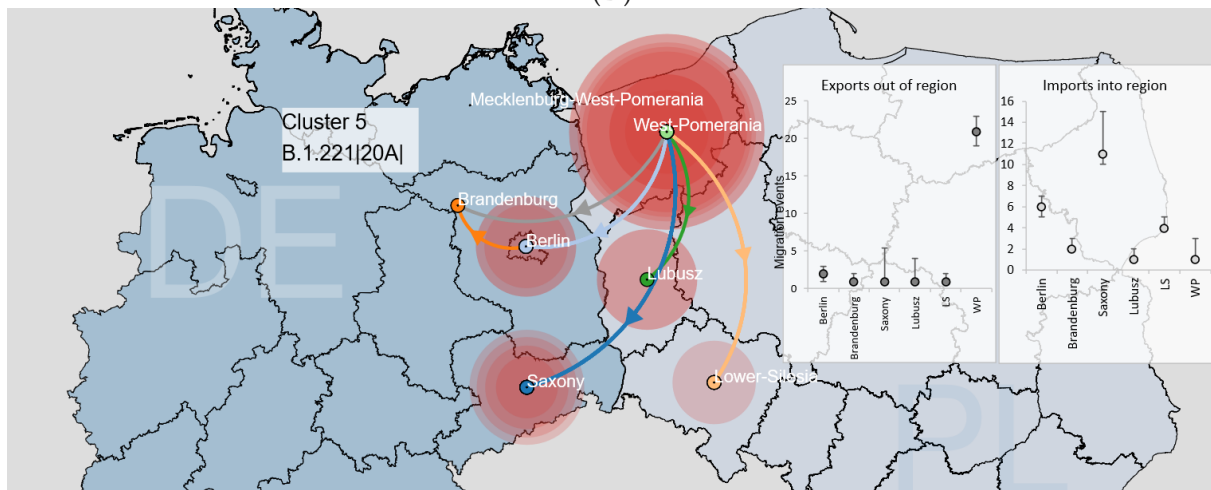 Mecklenburg-West-Pomerania
West-Pomerania
Cluster 5
B.1.221|20A|
DE
Brandenburg
Berlin
Lubusz
Saxony
Lower-Silesia
PL
Exports out of region
Migration events
25
20
15
10
5
0
Berlin
Brandenburg
Saxony
Lubusz
LS
WP
Imports into region
16
14
12
10
8
6
4
2
0
Berlin
Brandenburg
Saxony
Lubusz
LS
WP